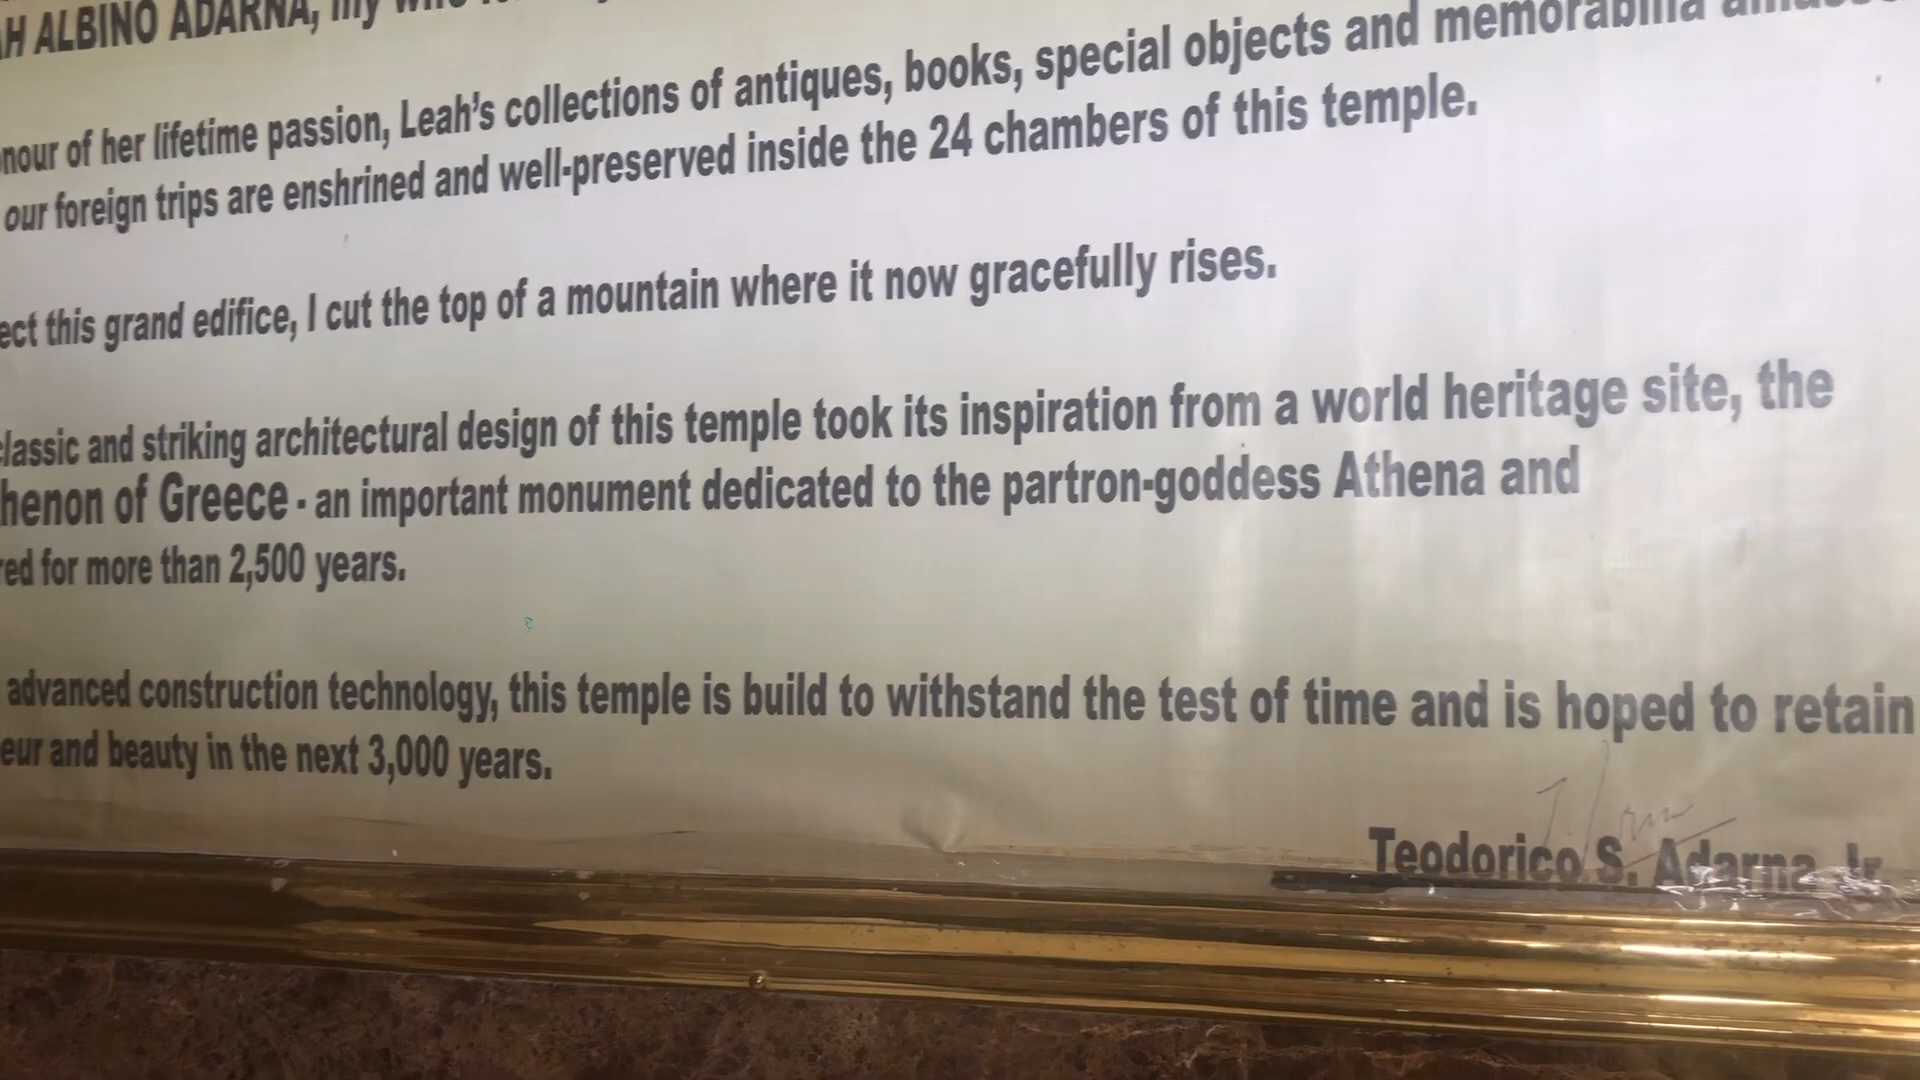 AH ALBINO ADARNA, my
nour of her lifetime passion, Leah's collections of antiques, books, special objects and memorabilia
our foreign trips are enshrined and well-preserved inside the 24 chambers of this temple.
ect this grand edifice, I cut the top of a mountain where it now gracefully rises.
classic and striking architectural design of this temple took its inspiration from a world heritage site, the
henon of Greece - an important monument dedicated to the partron-goddess Athena and
red for more than 2,500 years.
advanced construction technology, this temple is build to withstand the test of time and is hoped to retain
eur and beauty in the next 3,000 years.
Teodorico S. Adarna Jr